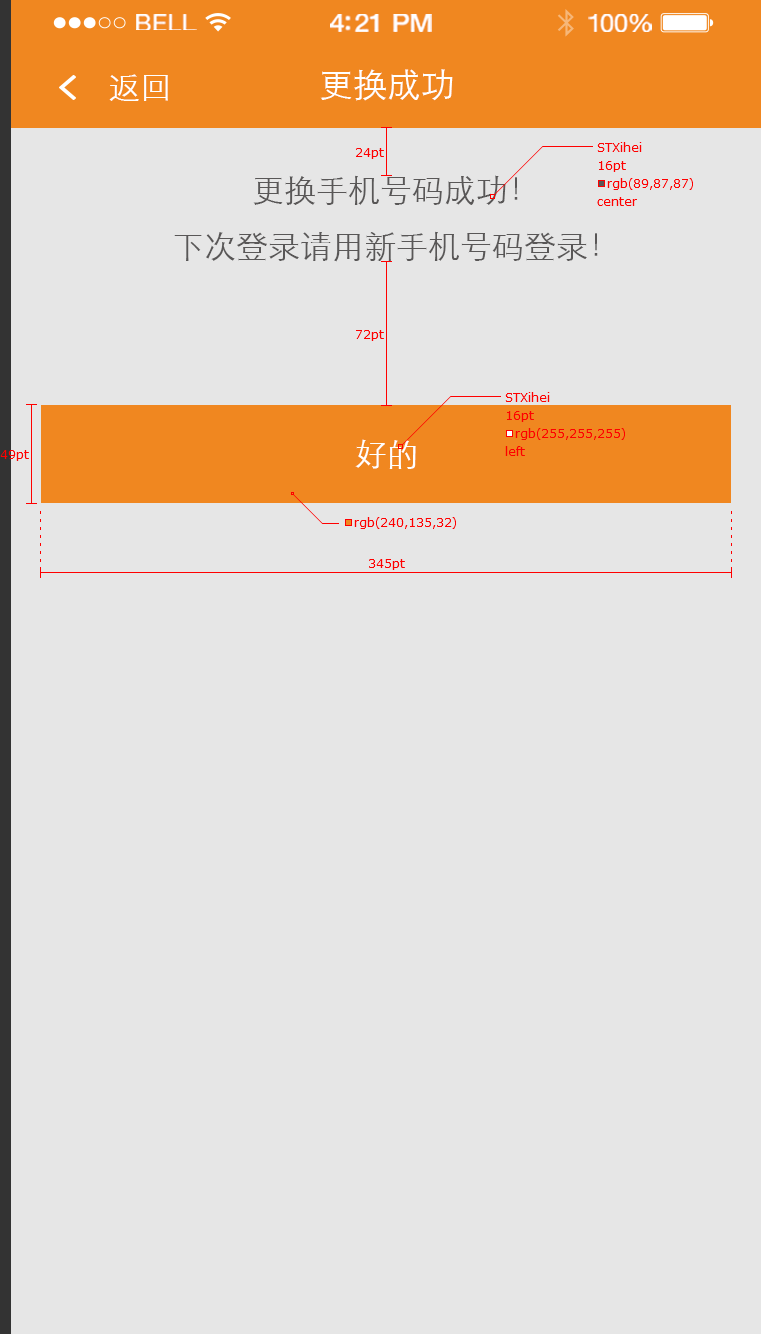 BELL 4:21 PM 100%
返回 更换成功
24pt
STXihei
16pt
rgb(89,87,87)
center
更换手机号码成功!
下次登录请用新手机号码登录!
72pt
STXihei
16pt
rgb(255,255,255)
left
49pt
好的
rgb(240,135,32)
345pt